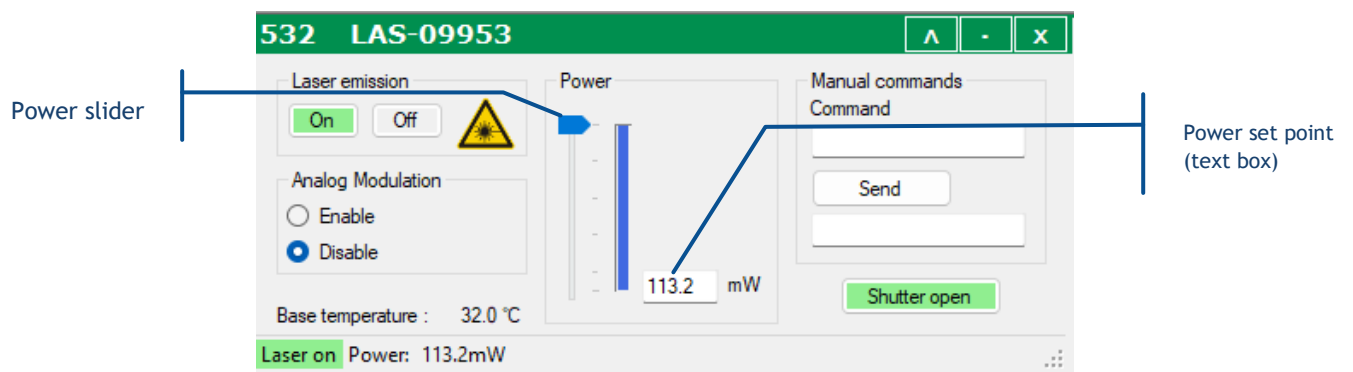 532 LAS-09953 ʌ - x
Laser emission
On Off
Analog Modulation
Enable
Disable
Base temperature : 32.0 °C
Power
113.2 mW
Manual commands
Command
Send
Shutter open
Laser on Power: 113.2mW
Power slider
Power set point
(text box)